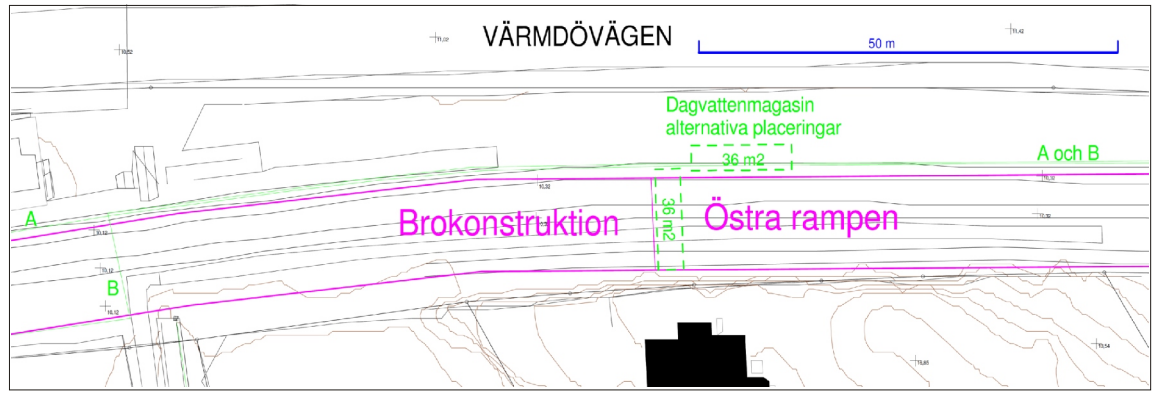 VÄRMDÖVÄGEN
50 m
Dagvattenmagasin
alternativa placeringar
36 m2
A och B
A
Brokonstruktion
36 m2
Östra rampen
B